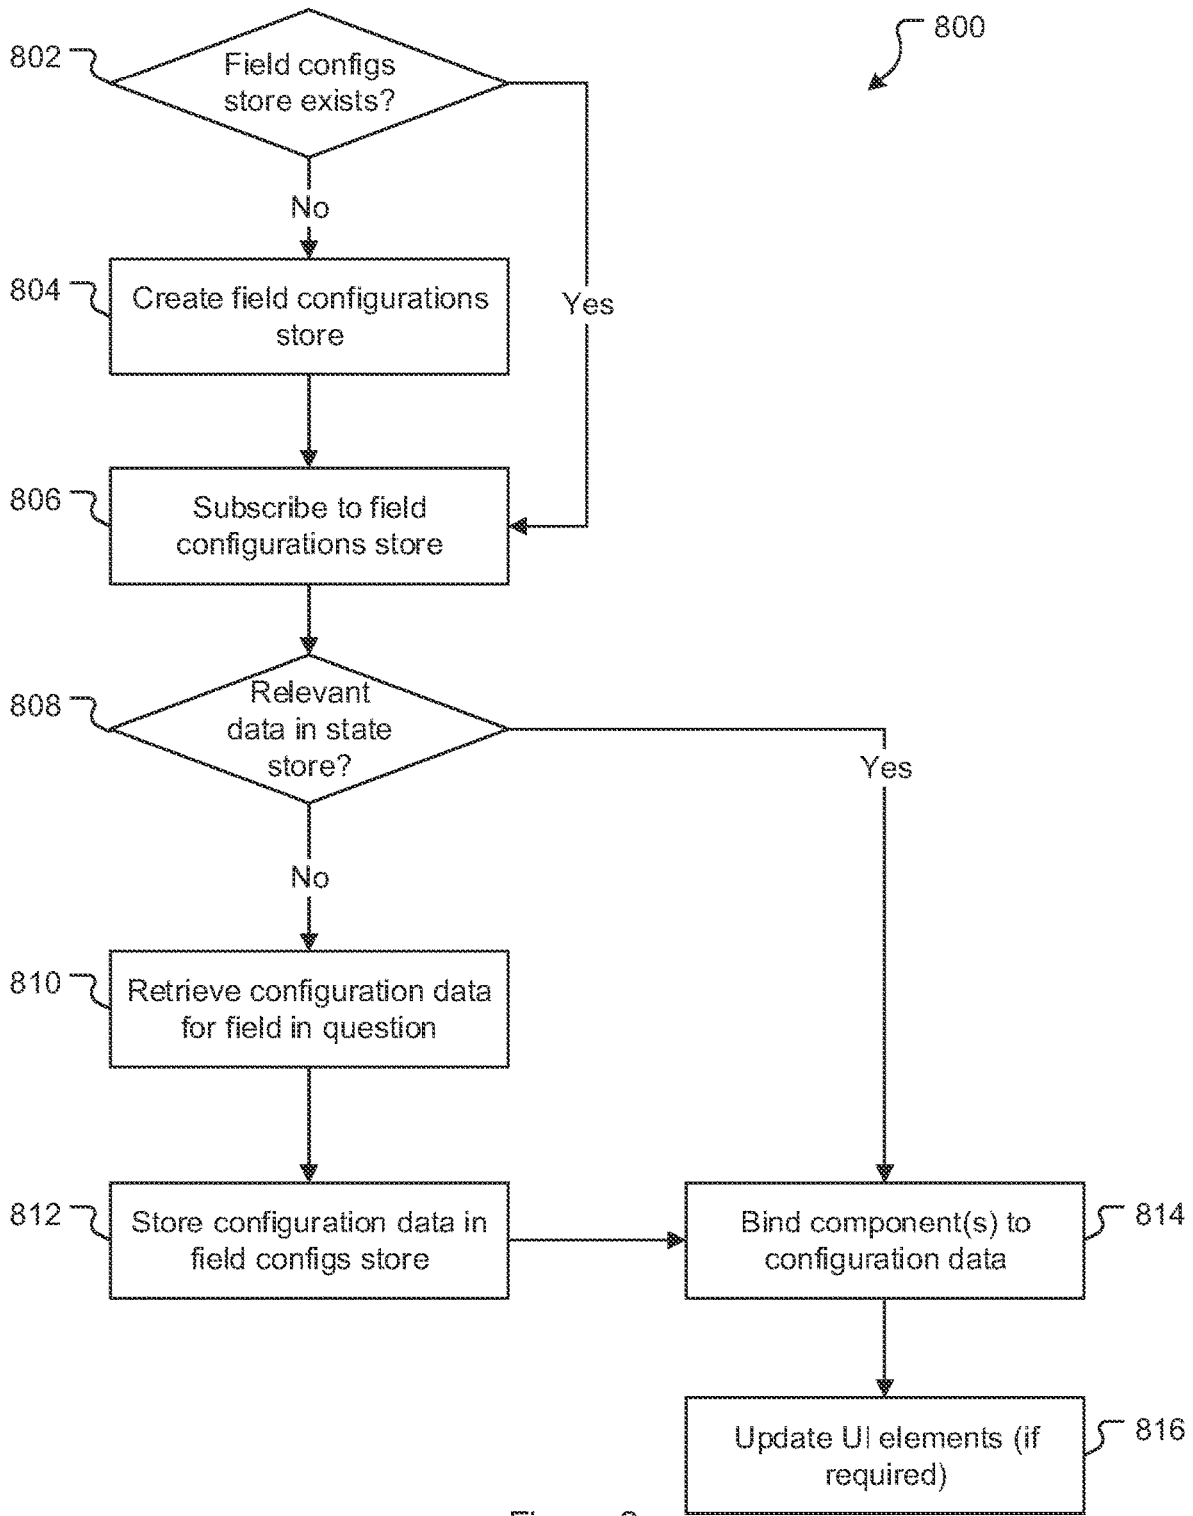 800
802
Field configs
store exists?
No
Yes
804
Create field configurations
store
806
Subscribe to field
configurations store
808
Relevant
data in state
store?
Yes
No
810
Retrieve configuration data
for field in question
812
Store configuration data in
field configs store
Bind component(s) to
configuration data
814
Update UI elements (if
required)
816